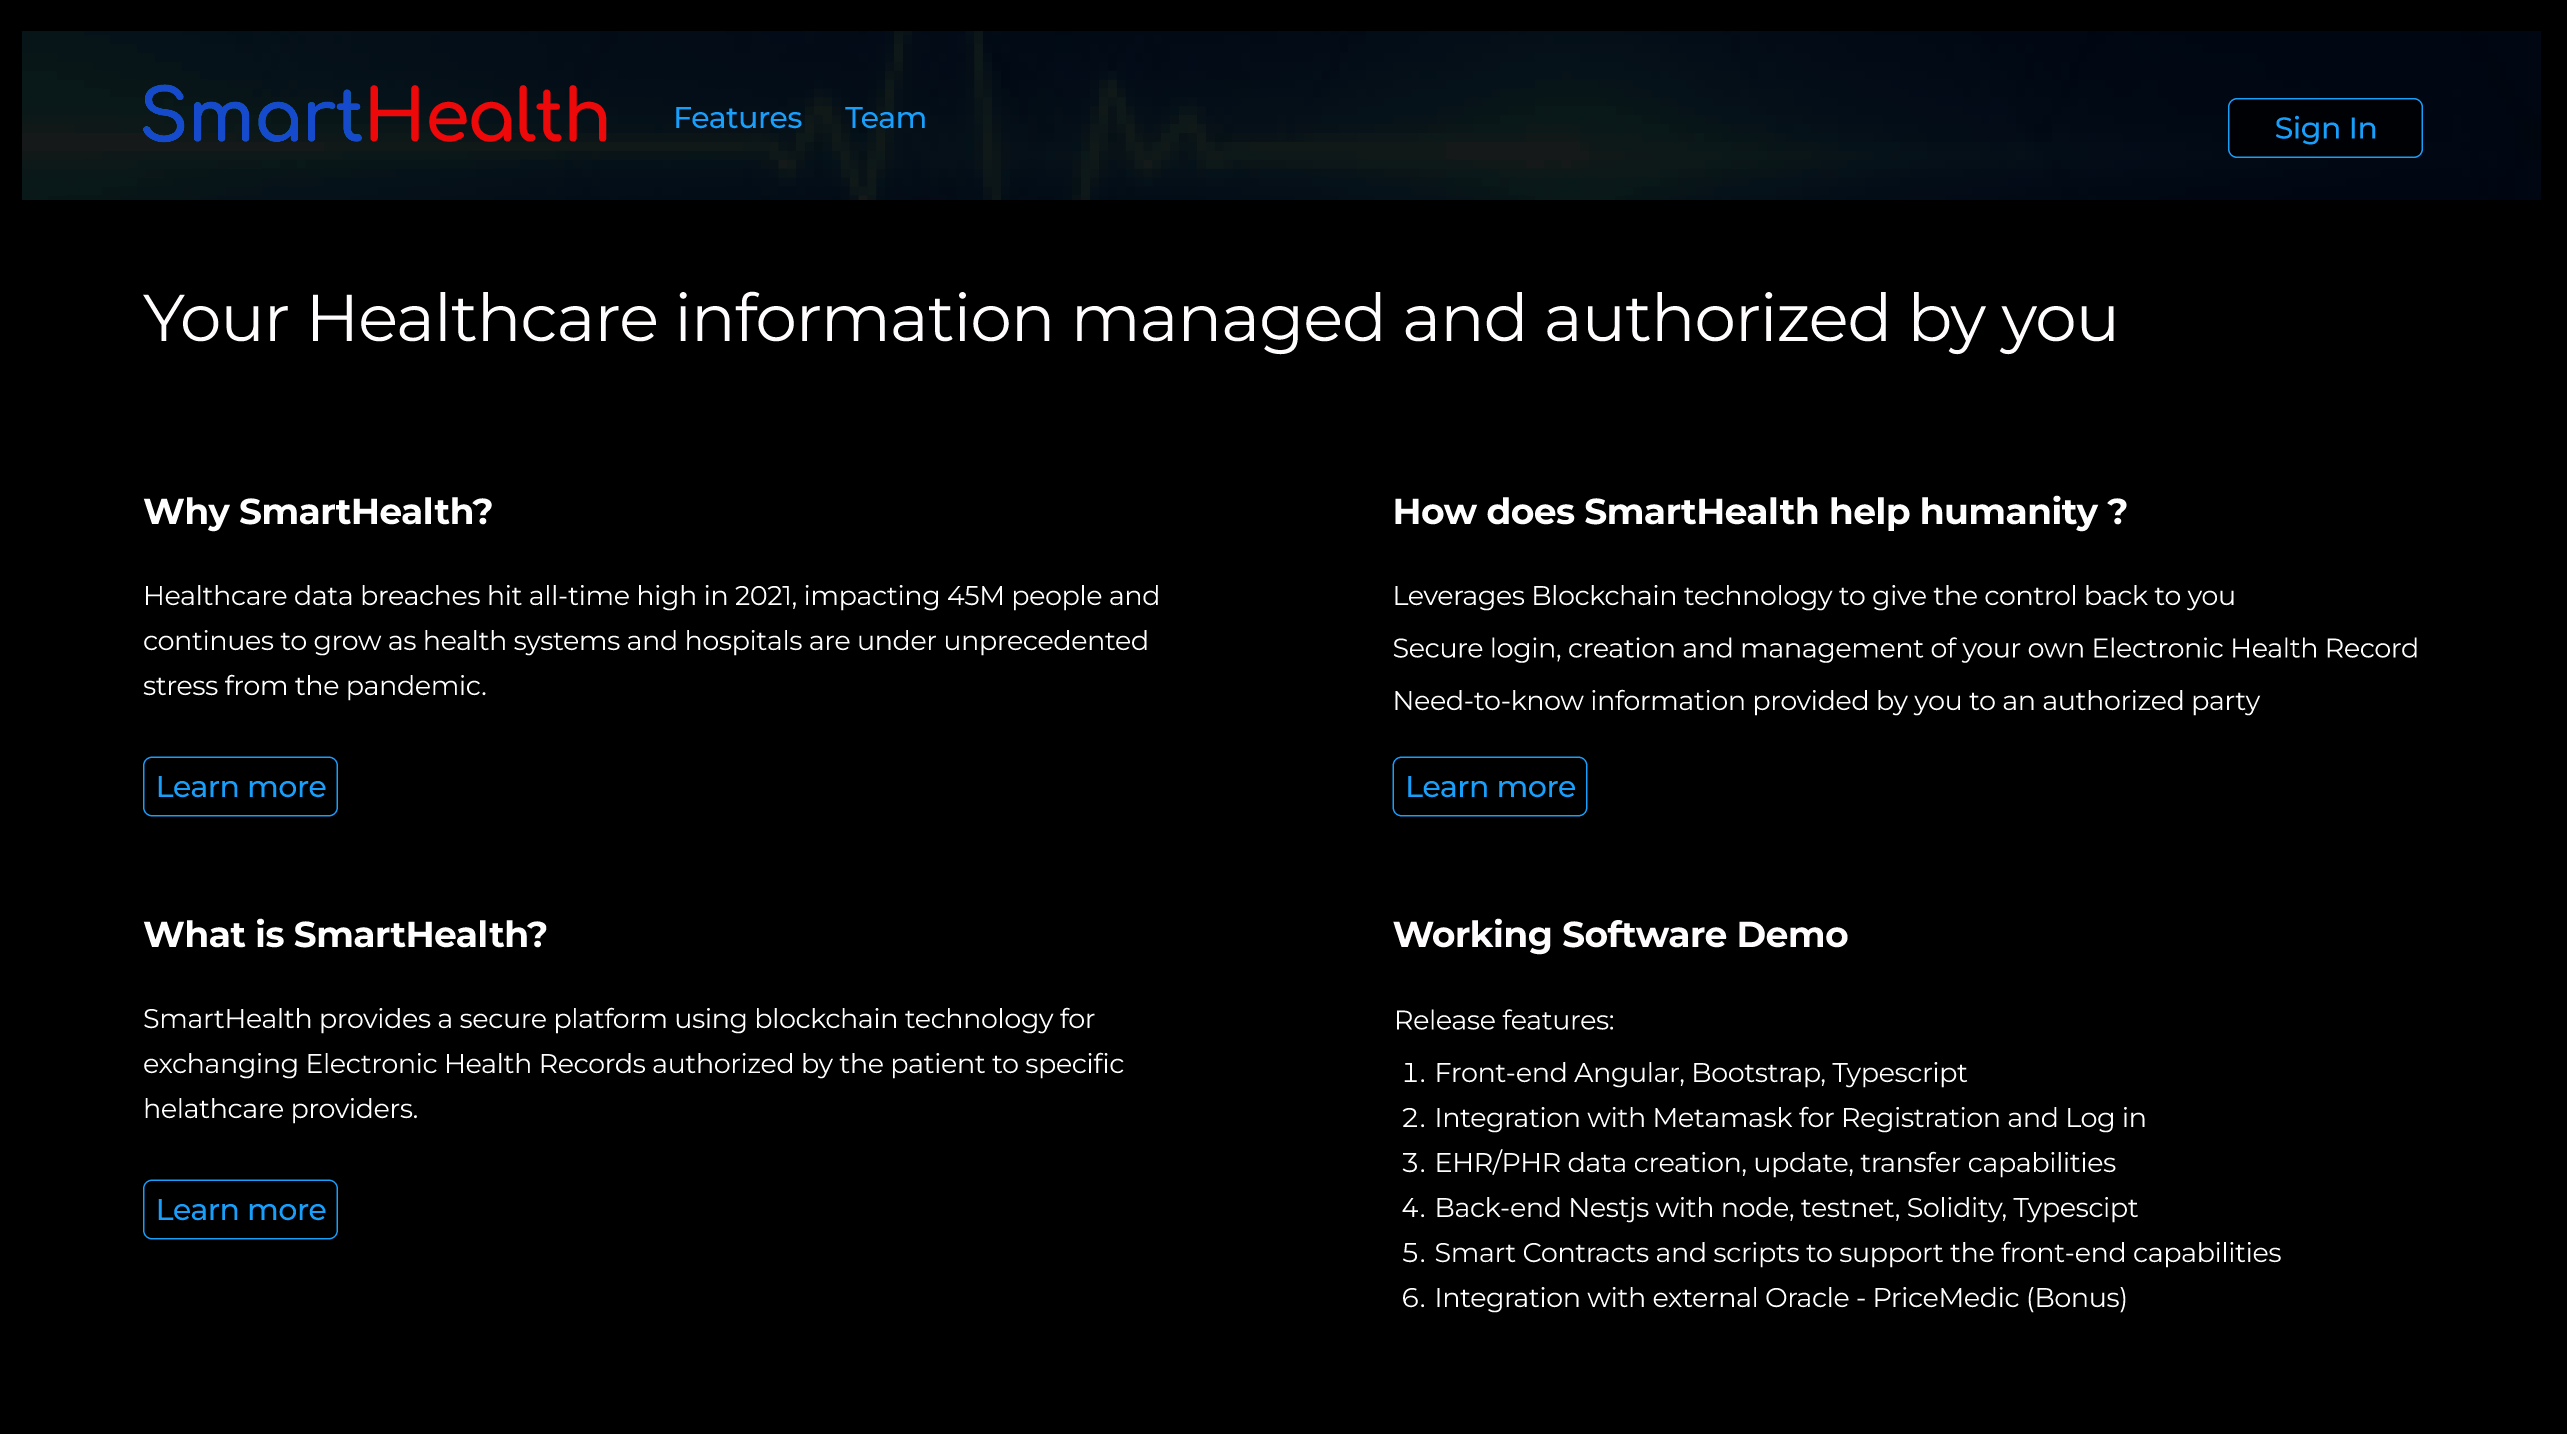 SmartHealth
Features
Team
Sign In
Your Healthcare information managed and authorized by you
Why SmartHealth?
Healthcare data breaches hit all-time high in 2021, impacting 45M people and
continues to grow as health systems and hospitals are under unprecedented
stress from the pandemic.
Learn more
How does SmartHealth help humanity ?
Leverages Blockchain technology to give the control back to you
Secure login, creation and management of your own Electronic Health Record
Need-to-know information provided by you to an authorized party
Learn more
What is SmartHealth?
SmartHealth provides a secure platform using blockchain technology for
exchanging Electronic Health Records authorized by the patient to specific
helathcare providers.
Learn more
Working Software Demo
Release features:
1. Front-end Angular, Bootstrap, Typescript
2. Integration with Metamask for Registration and Log in
3. EHR/PHR data creation, update, transfer capabilities
4. Back-end Nestjs with node, testnet, Solidity, Typescipt
5. Smart Contracts and scripts to support the front-end capabilities
6. Integration with external Oracle - PriceMedic (Bonus)